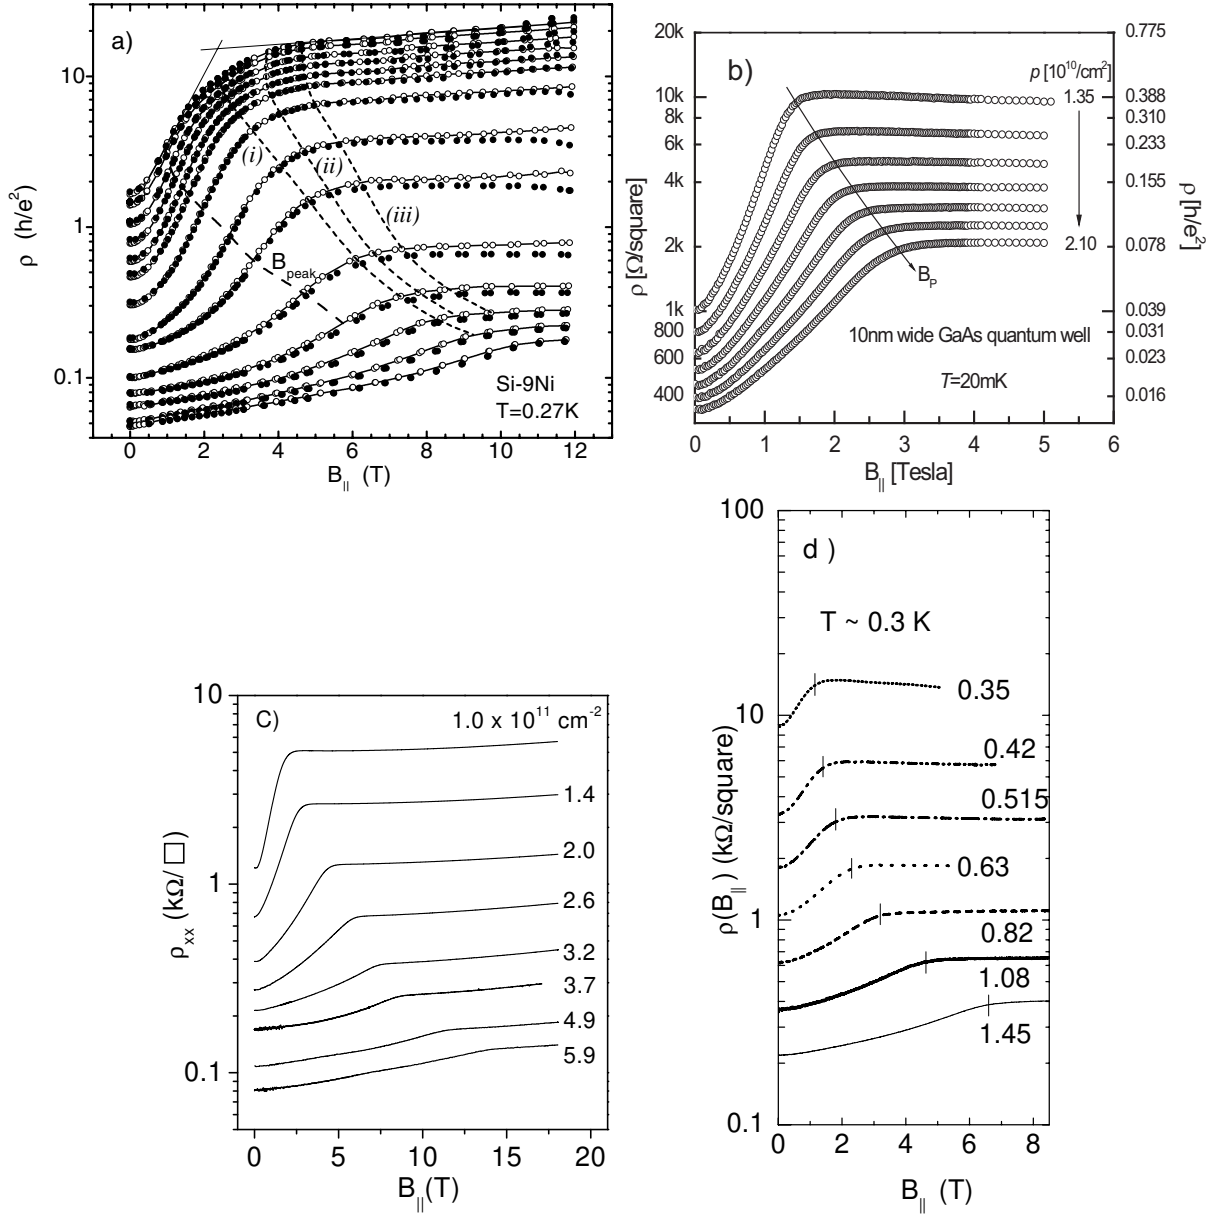 a)
10
1
0.1
ρ (h/e²)
(i)
(ii)
(iii)
B_peak
Si-9Ni
T=0.27K
0 2 4 6 8 10 12
B_|| (T)
b)
20k
10k
8k
6k
4k
2k
1k
800
600
400
ρ [Ω/square]
p [10¹⁰/cm²]
1.35
2.10
B_P
10nm wide GaAs quantum well
T=20mK
0.775
0.388
0.310
0.233
0.155
0.078
0.039
0.031
0.023
0.016
ρ [h/e²]
0 1 2 3 4 5 6
B_|| [Tesla]
C)
10
1
0.1
ρ_xx (kΩ/□)
1.0 x 10¹¹ cm⁻²
1.4
2.0
2.6
3.2
3.7
4.9
5.9
0 5 10 15 20
B_||(T)
d )
100
10
1
0.1
ρ(B_||) (kΩ/square)
T ~ 0.3 K
0.35
0.42
0.515
0.63
0.82
1.08
1.45
0 2 4 6 8
B_|| (T)